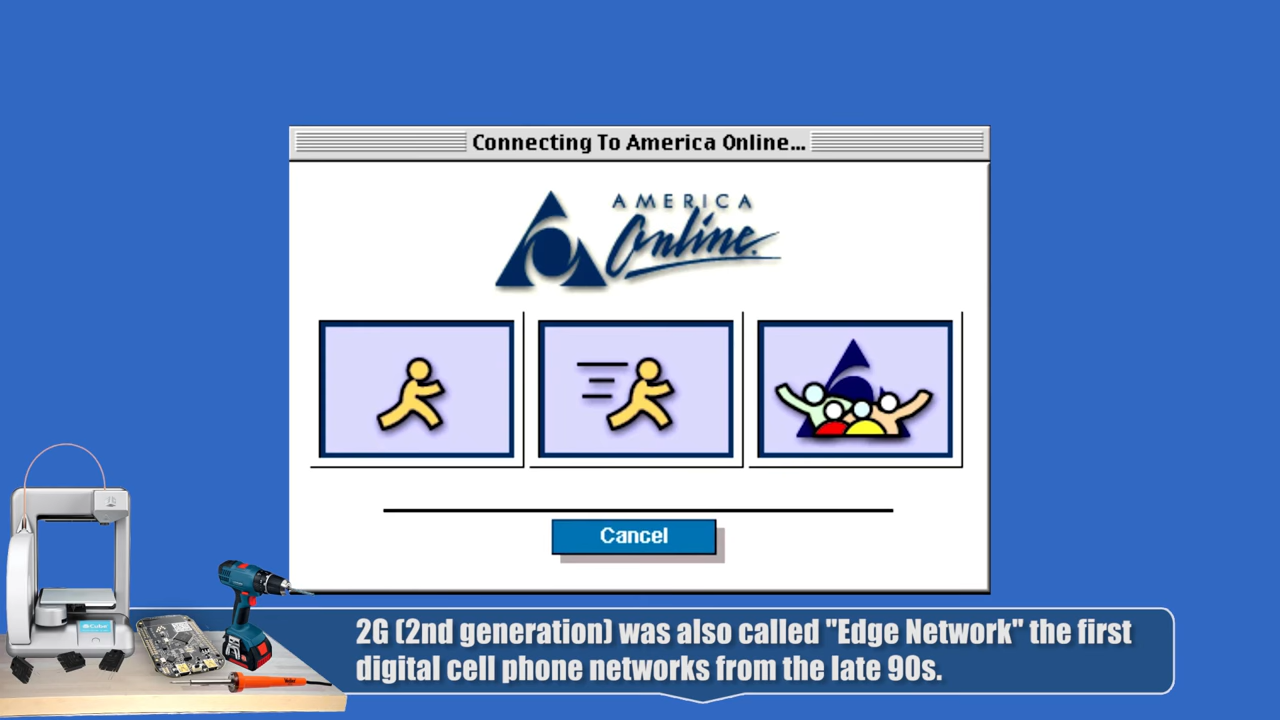 Connecting To America Online...
AMERICA
Online.
Cancel
2G (2nd generation) was also called "Edge Network" the first
digital cell phone networks from the late 90s.